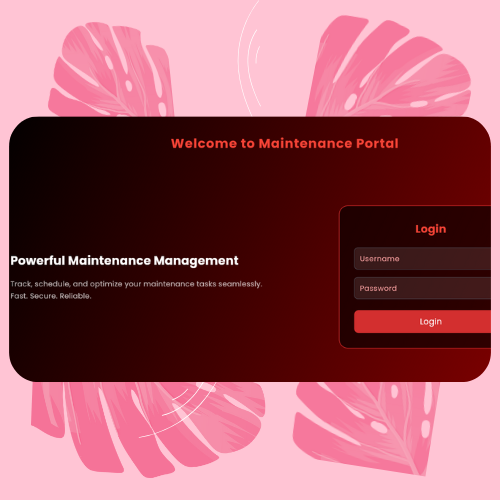 Welcome to Maintenance Portal
Powerful Maintenance Management
Track, schedule, and optimize your maintenance tasks seamlessly.
Fast. Secure. Reliable.
Login
Username
Password
Login